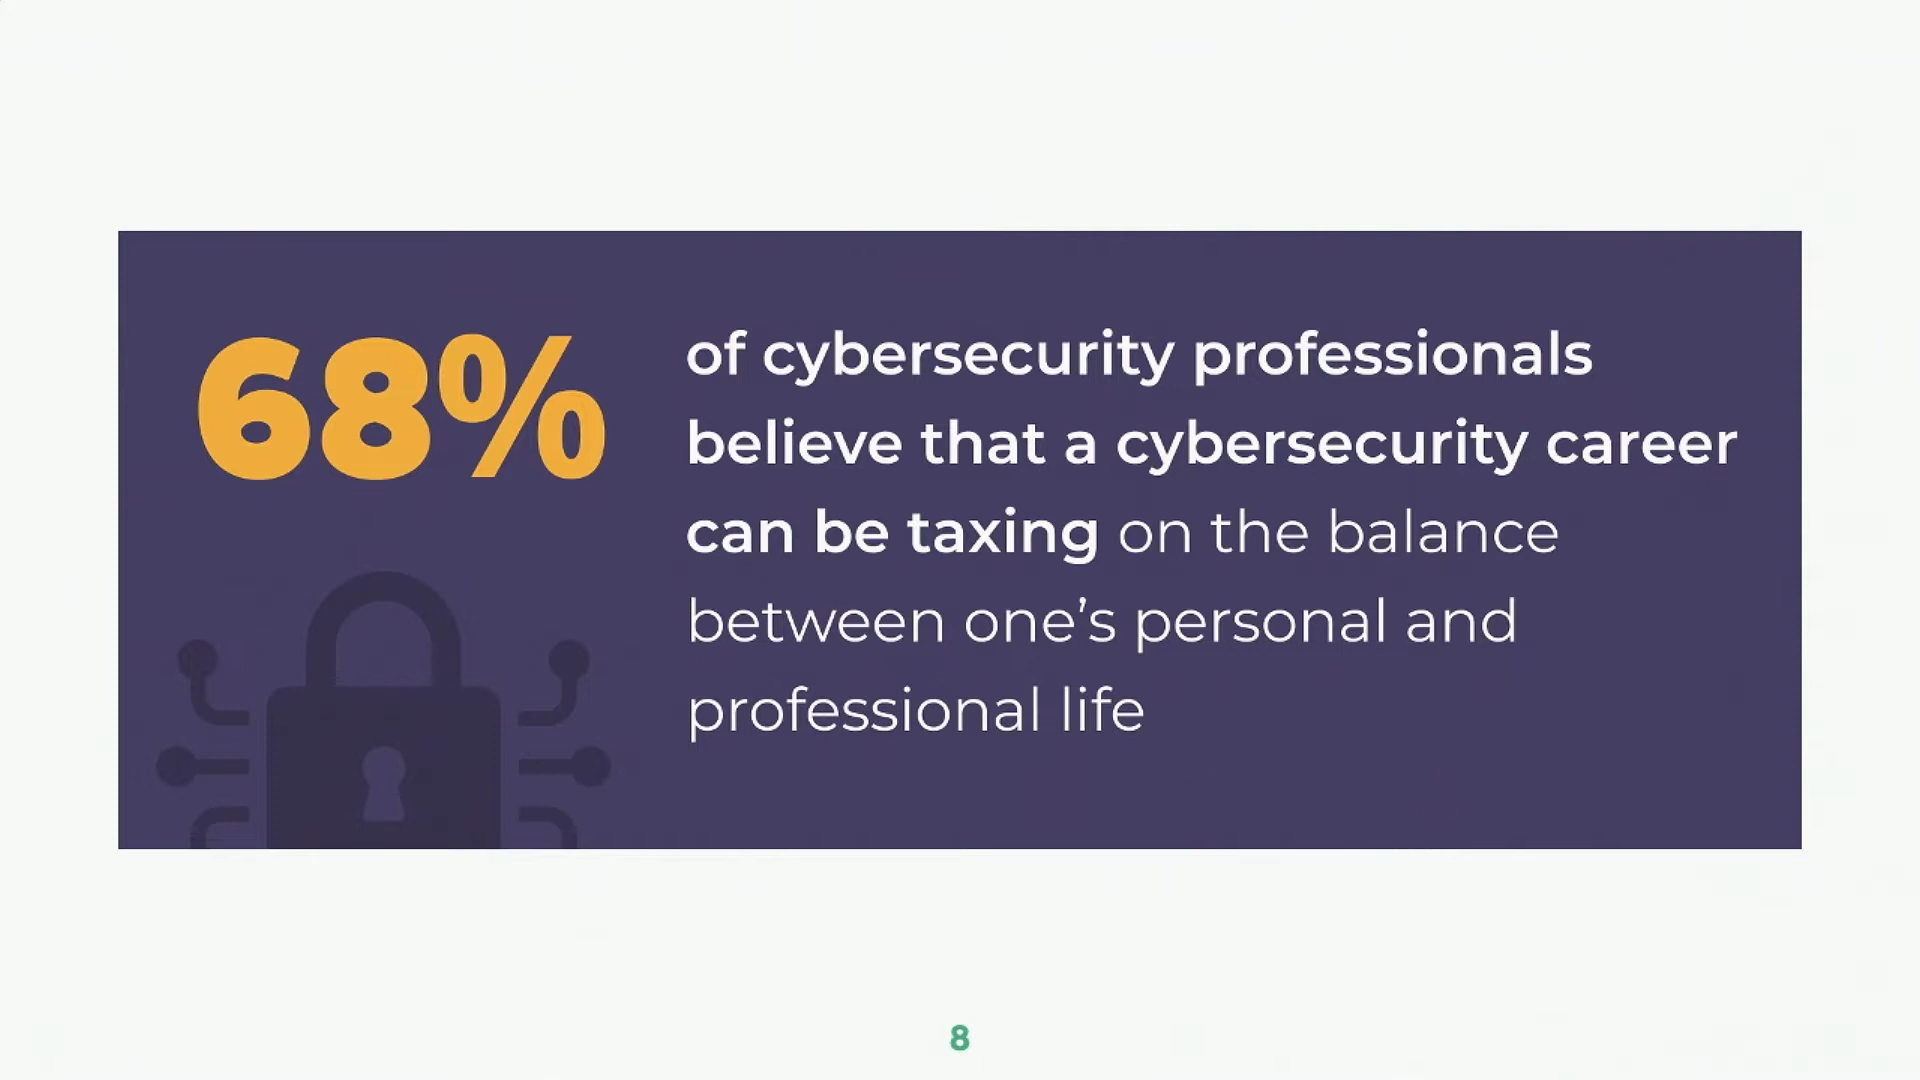 68%
of cybersecurity professionals
believe that a cybersecurity career
can be taxing on the balance
between one’s personal and
professional life
8